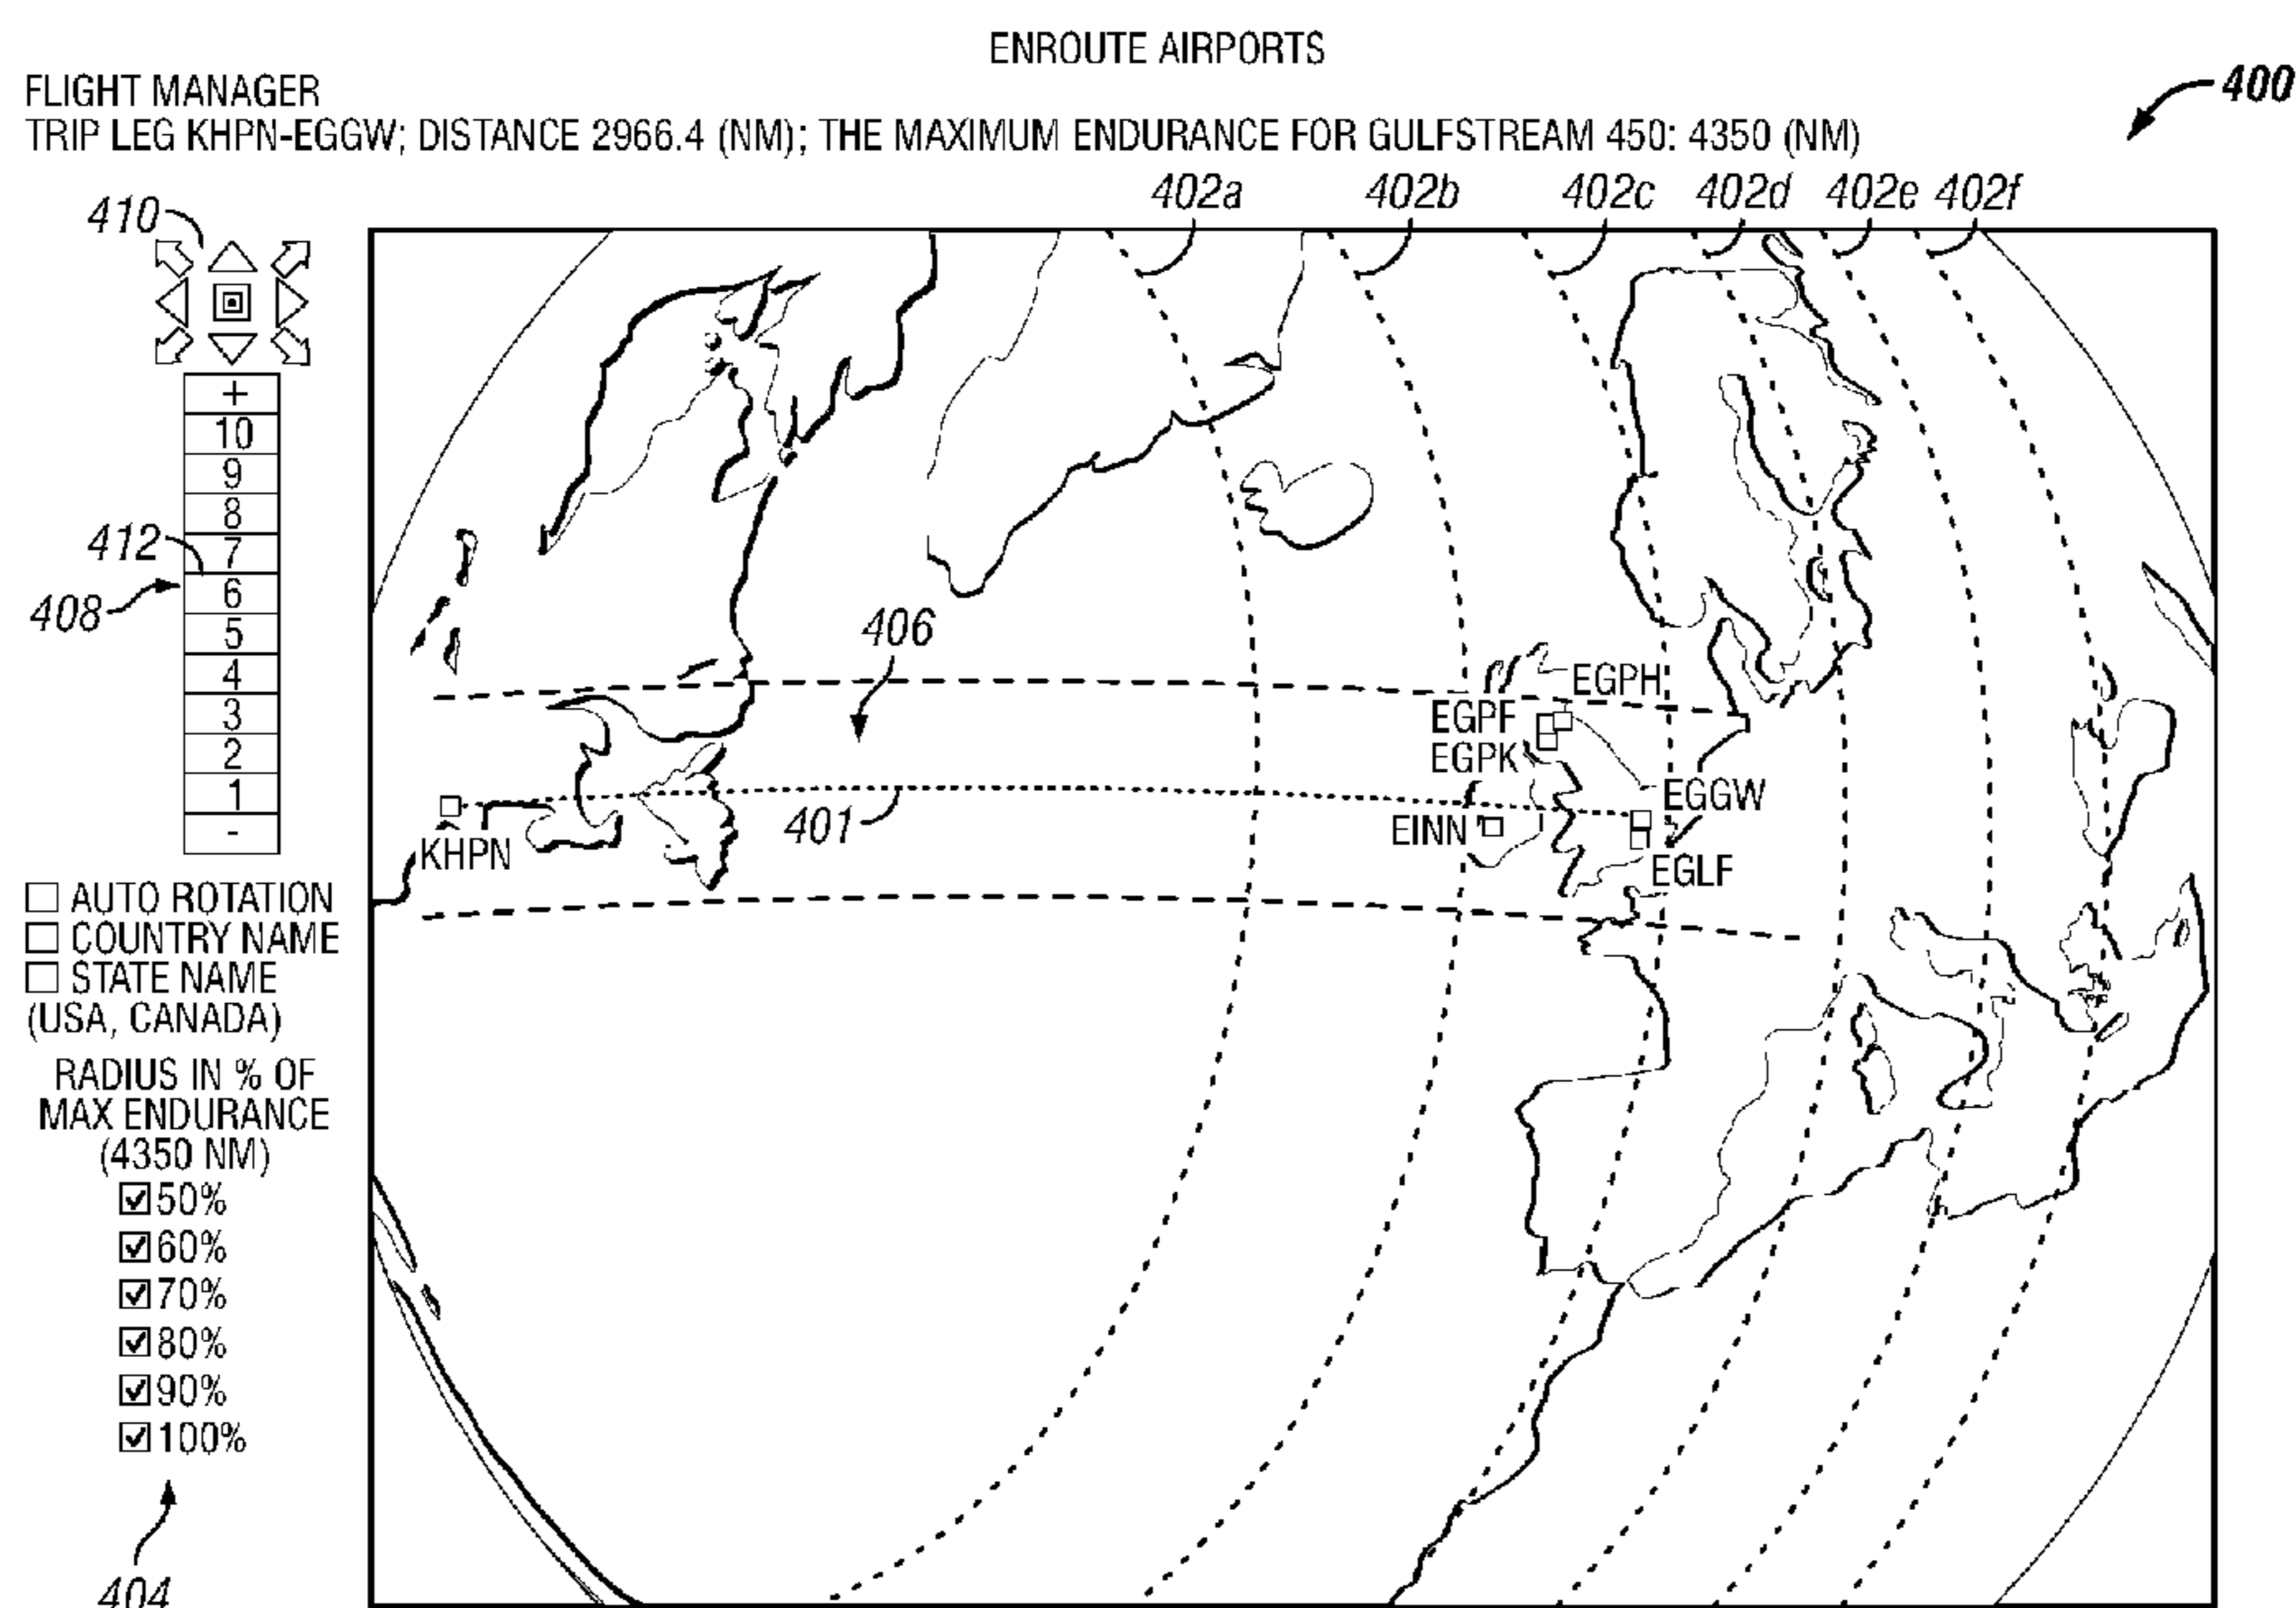 ENROUTE AIRPORTS
FLIGHT MANAGER
400
TRIP LEG KHPN-EGGW; DISTANCE 2966.4 (NM); THE MAXIMUM ENDURANCE FOR GULFSTREAM 450: 4350 (NM)
402a 402b 402c 402d 402e 402f
410
+
10
9
8
412
7
6
408
5
4
3
2
1
-
406
EGPH
EGPF
EGPK
EGGW
401
EINN
KHPN
EGLF
AUTO ROTATION
COUNTRY NAME
STATE NAME
(USA, CANADA)
RADIUS IN % OF
MAX ENDURANCE
(4350 NM)
50%
60%
70%
80%
90%
100%
404